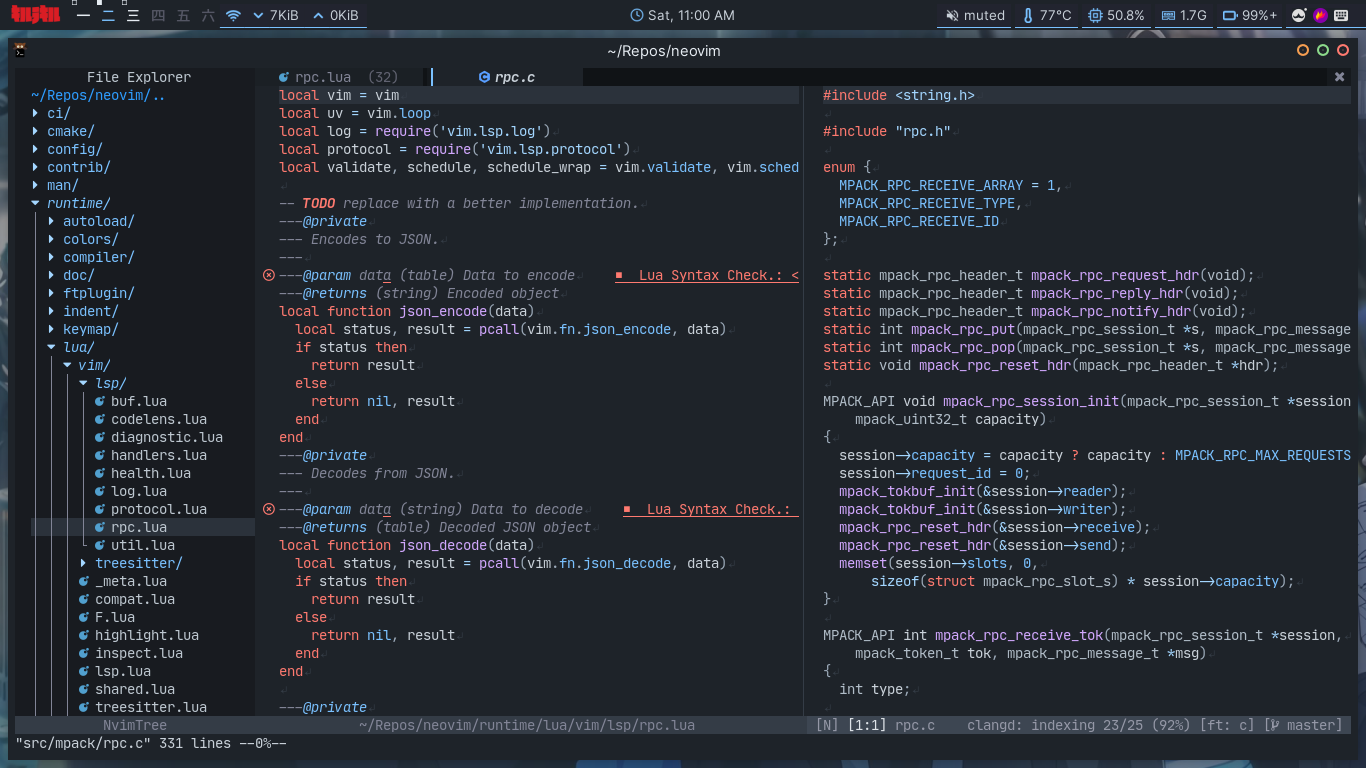 一 二 三 四 五 六 7KiB 0KiB Sat, 11:00 AM muted 77°C 50.8% 1.7G 99%+
~/Repos/neovim
File Explorer
~/Repos/neovim/..
ci/
cmake/
config/
contrib/
man/
runtime/
autoload/
colors/
compiler/
doc/
ftplugin/
indent/
keymap/
lua/
vim/
lsp/
buf.lua
codelens.lua
diagnostic.lua
handlers.lua
health.lua
log.lua
protocol.lua
rpc.lua
util.lua
treesitter/
_meta.lua
compat.lua
F.lua
highlight.lua
inspect.lua
lsp.lua
shared.lua
treesitter.lua
NvimTree
rpc.lua (32)
rpc.c
local vim = vim
local uv = vim.loop
local log = require('vim.lsp.log')
local protocol = require('vim.lsp.protocol')
local validate, schedule, schedule_wrap = vim.validate, vim.sched
-- TODO replace with a better implementation.
---@private
--- Encodes to JSON.
---
---@param data (table) Data to encode ■ Lua Syntax Check.: <
---@returns (string) Encoded object
local function json_encode(data)
local status, result = pcall(vim.fn.json_encode, data)
if status then
return result
else
return nil, result
end
end
---@private
--- Decodes from JSON.
---
---@param data (string) Data to decode ■ Lua Syntax Check.:
---@returns (table) Decoded JSON object
local function json_decode(data)
local status, result = pcall(vim.fn.json_decode, data)
if status then
return result
else
return nil, result
end
end
---@private
~/Repos/neovim/runtime/lua/vim/lsp/rpc.lua
#include <string.h>
#include "rpc.h"
enum {
MPACK_RPC_RECEIVE_ARRAY = 1,
MPACK_RPC_RECEIVE_TYPE,
MPACK_RPC_RECEIVE_ID
};
static mpack_rpc_header_t mpack_rpc_request_hdr(void);
static mpack_rpc_header_t mpack_rpc_reply_hdr(void);
static mpack_rpc_header_t mpack_rpc_notify_hdr(void);
static int mpack_rpc_put(mpack_rpc_session_t *s, mpack_rpc_message
static int mpack_rpc_pop(mpack_rpc_session_t *s, mpack_rpc_message
static void mpack_rpc_reset_hdr(mpack_rpc_header_t *hdr);
MPACK_API void mpack_rpc_session_init(mpack_rpc_session_t *session
mpack_uint32_t capacity)
{
session->capacity = capacity ? capacity : MPACK_RPC_MAX_REQUESTS
session->request_id = 0;
mpack_tokbuf_init(&session->reader);
mpack_tokbuf_init(&session->writer);
mpack_rpc_reset_hdr(&session->receive);
mpack_rpc_reset_hdr(&session->send);
memset(session->slots, 0,
sizeof(struct mpack_rpc_slot_s) * session->capacity);
}
MPACK_API int mpack_rpc_receive_tok(mpack_rpc_session_t *session,
mpack_token_t tok, mpack_rpc_message_t *msg)
{
int type;
[N] [1:1] rpc.c clangd: indexing 23/25 (92%) [ft: c] [ master]
"src/mpack/rpc.c" 331 lines --0%--